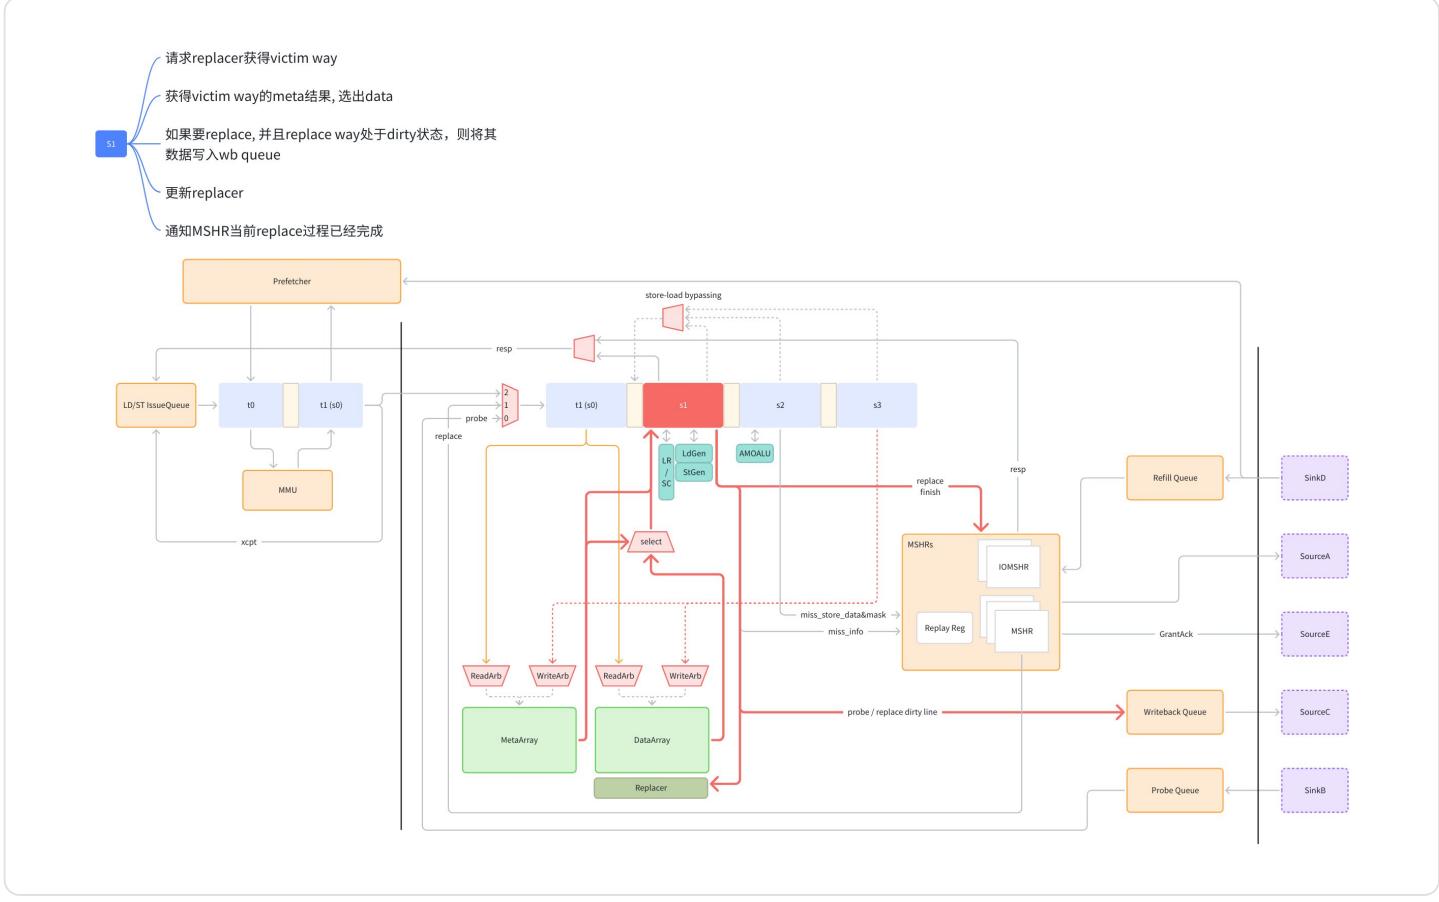 请求replacer获得victim way
获得victim way的meta结果, 选出data
S1
如果要replace, 并且replace way处于dirty状态，则将其
数据写入wb queue
更新replacer
通知MSHR当前replace过程已经完成
Prefetcher
store-load bypassing
resp
LD/ST IssueQueue
t0
t1 (s0)
2
1
0
probe
replace
t1 (s0)
s1
s2
s3
LR
/
SC
LdGen
StGen
AMOALU
MMU
xcpt
resp
replace
finish
select
Refill Queue
SinkD
MSHRs
IOMSHR
SourceA
miss_store_data&mask
miss_info
Replay Reg
MSHR
GrantAck
SourceE
ReadArb
WriteArb
ReadArb
WriteArb
MetaArray
DataArray
probe / replace dirty line
Writeback Queue
SourceC
Replacer
Probe Queue
SinkB